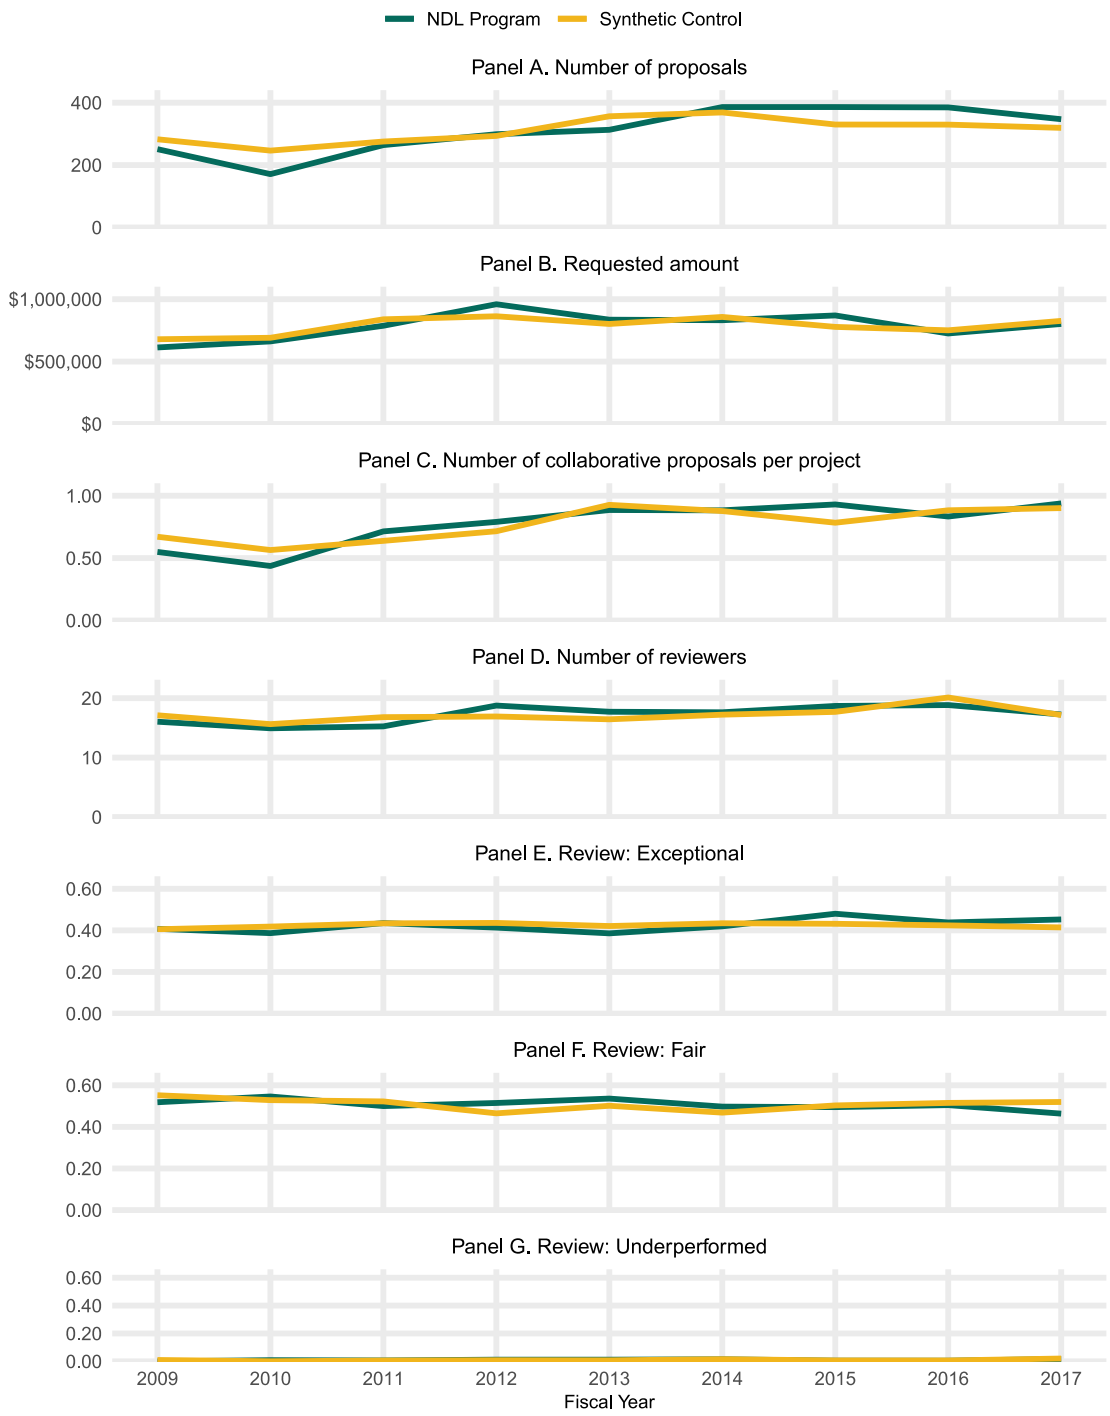 NDL Program Synthetic Control
Panel A. Number of proposals
400
200
0
Panel B. Requested amount
$1,000,000
$500,000
$0
Panel C. Number of collaborative proposals per project
1.00
0.50
0.00
Panel D. Number of reviewers
20
10
0
Panel E. Review: Exceptional
0.60
0.40
0.20
0.00
Panel F. Review: Fair
0.60
0.40
0.20
0.00
Panel G. Review: Underperformed
0.60
0.40
0.20
0.00
2009 2010 2011 2012 2013 2014 2015 2016 2017
Fiscal Year